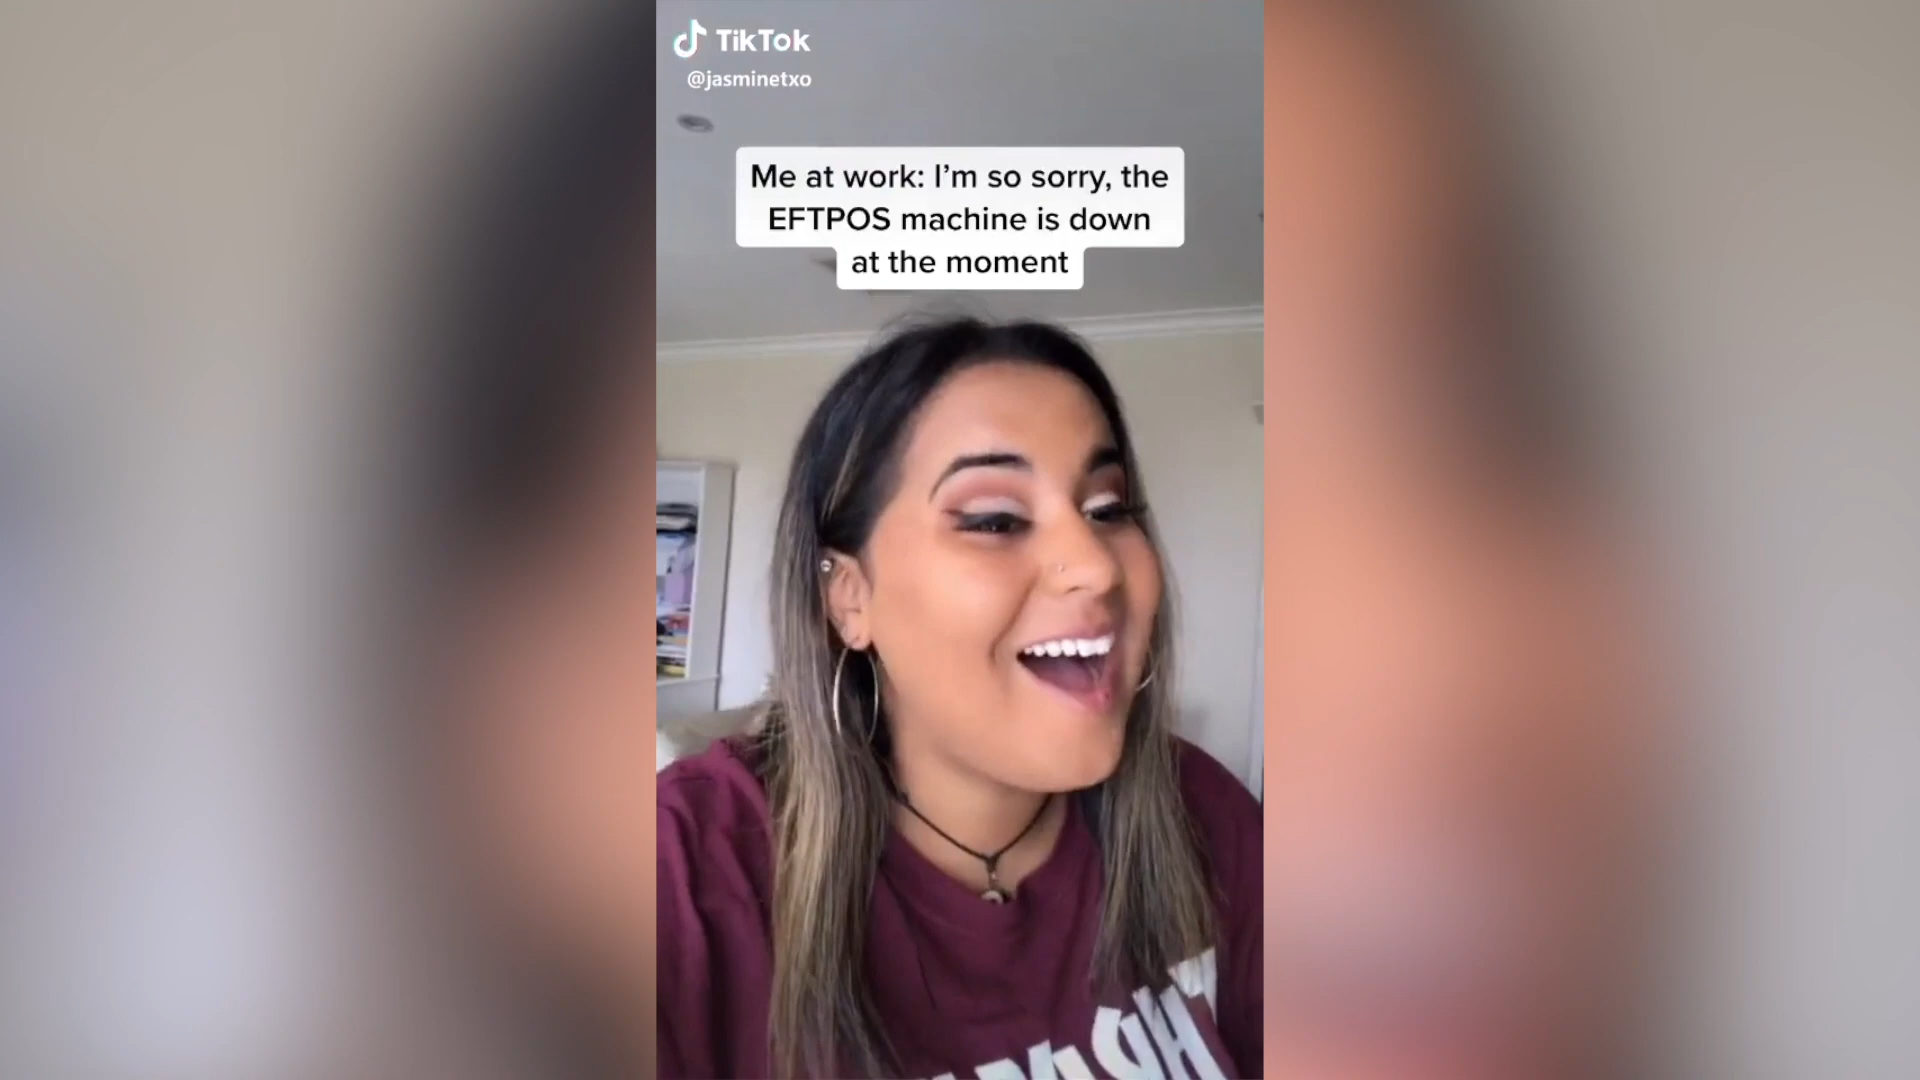 TikTok
@jasminetxo
Me at work: I'm so sorry, the
EFTPOS machine is down
at the moment